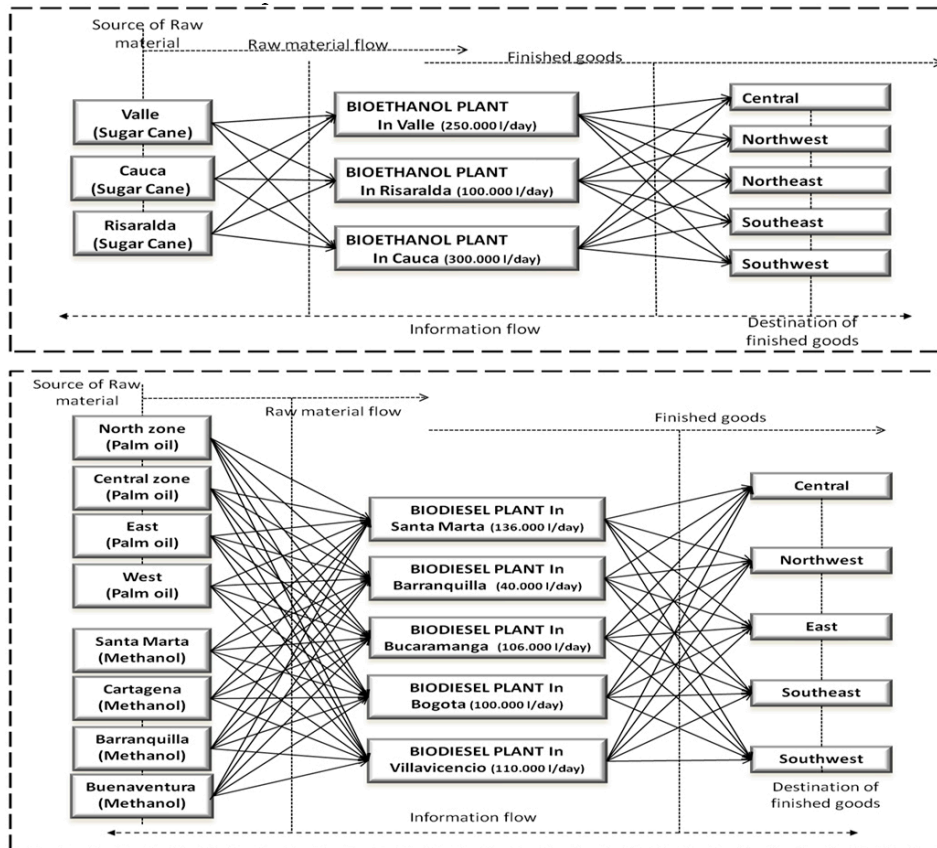 Source of Raw
material
Raw material flow
Finished goods
Valle
(Sugar Cane)
Cauca
(Sugar Cane)
Risaralda
(Sugar Cane)
BIOETHANOL PLANT
In Valle (250.000 l/day)
BIOETHANOL PLANT
In Risaralda (100.000 l/day)
BIOETHANOL PLANT
In Cauca (300.000 l/day)
Central
Northwest
Northeast
Southeast
Southwest
Information flow
Destination of
finished goods
Source of Raw
material
Raw material flow
Finished goods
North zone
(Palm oil)
Central zone
(Palm oil)
East
(Palm oil)
West
(Palm oil)
Santa Marta
(Methanol)
Cartagena
(Methanol)
Barranquilla
(Methanol)
Buenaventura
(Methanol)
BIODIESEL PLANT In
Santa Marta (136.000 l/day)
BIODIESEL PLANT In
Barranquilla (40.000 l/day)
BIODIESEL PLANT In
Bucaramanga (106.000 l/day)
BIODIESEL PLANT In
Bogota (100.000 l/day)
BIODIESEL PLANT In
Villavicencio (110.000 l/day)
Central
Northwest
East
Southeast
Southwest
Destination of
finished goods
Information flow